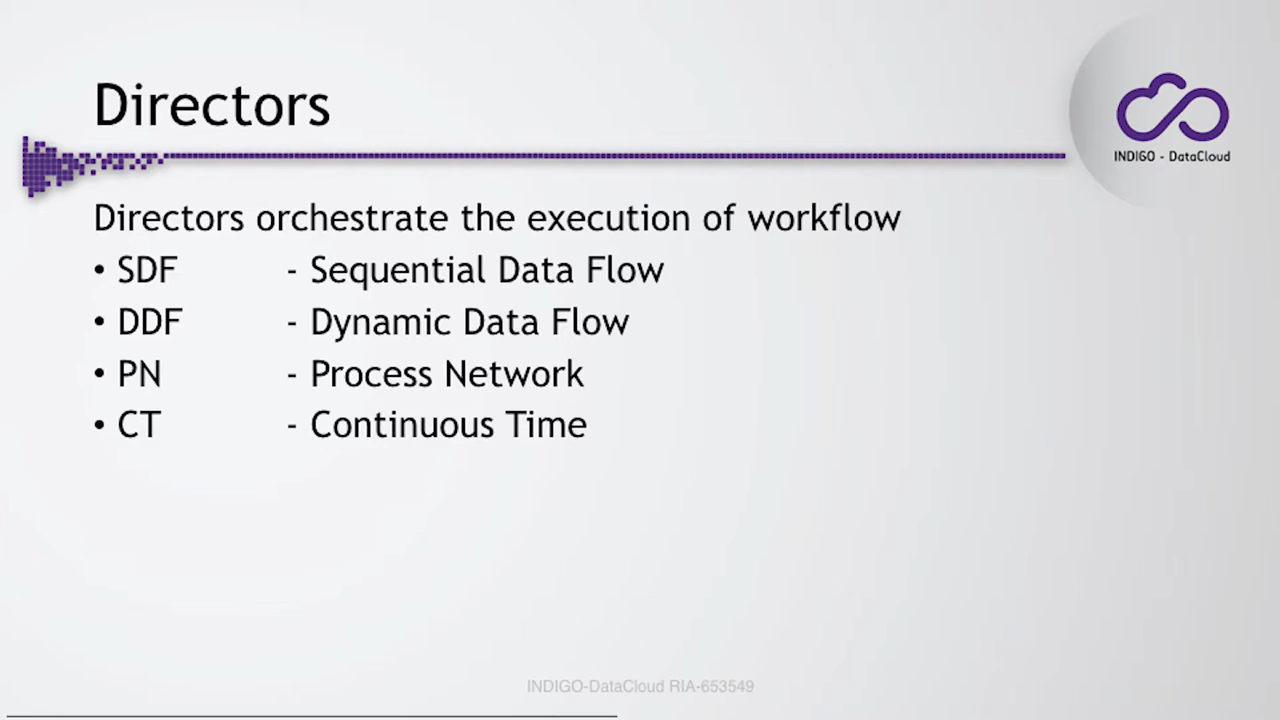 Directors
INDIGO - DataCloud
Directors orchestrate the execution of workflow
• SDF - Sequential Data Flow
• DDF - Dynamic Data Flow
• PN - Process Network
• CT - Continuous Time
INDIGO-DataCloud RIA-653549